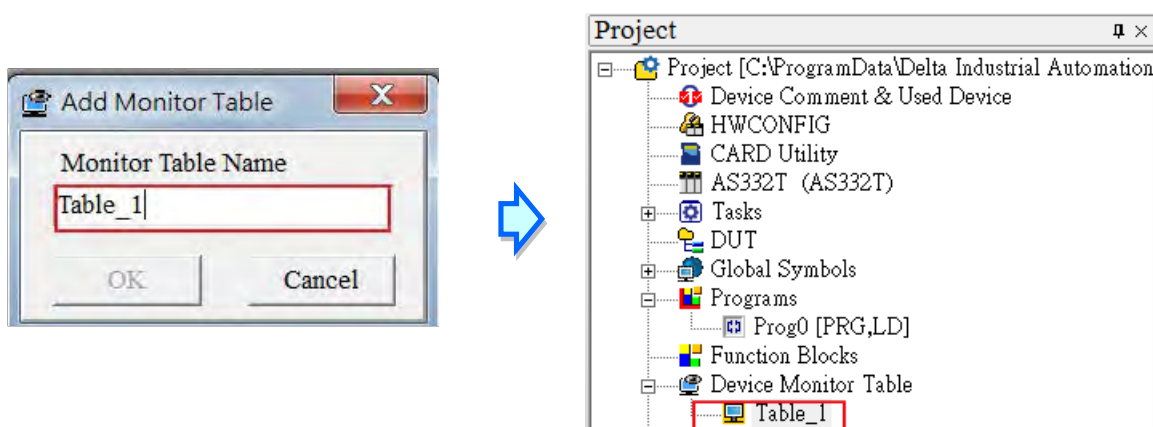 Add Monitor Table
Monitor Table Name
Table_1
OK
Cancel
Project
Project [C:\ProgramData\Delta Industrial Automation
Device Comment & Used Device
HWCONFIG
CARD Utility
AS332T (AS332T)
Tasks
DUT
Global Symbols
Programs
Prog0 [PRG,LD]
Function Blocks
Device Monitor Table
Table_1